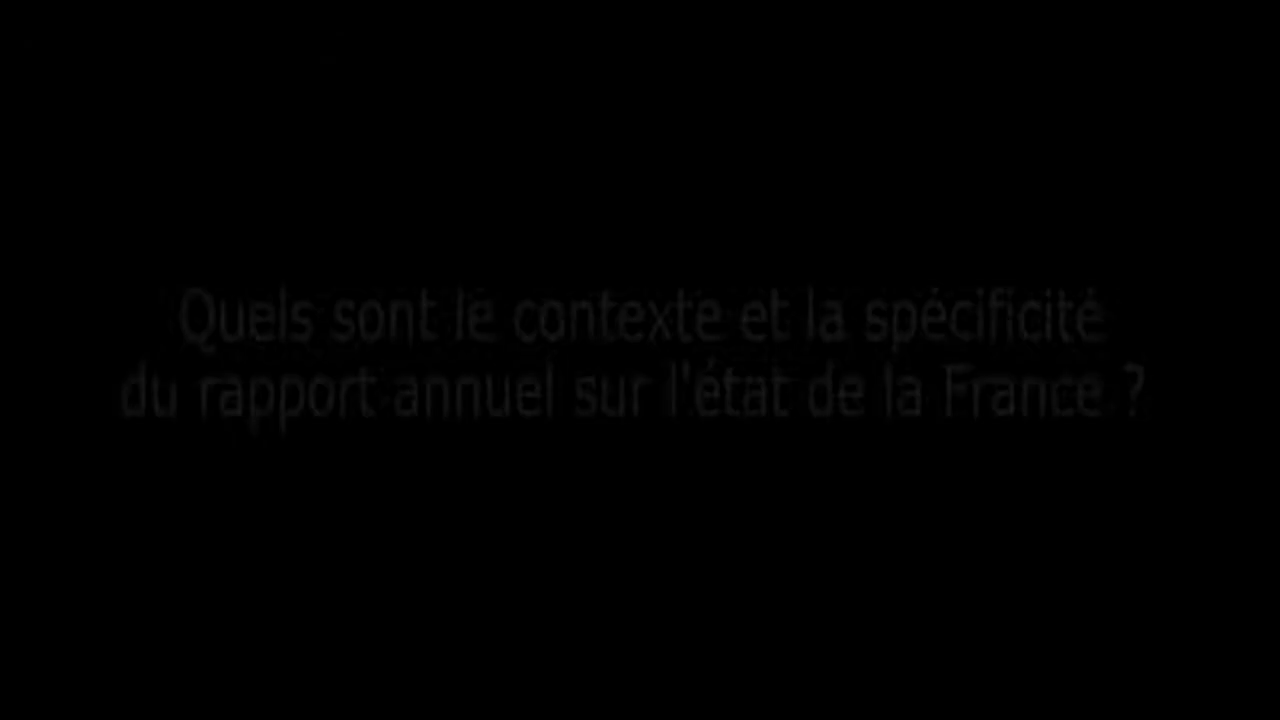 Quels sont le contexte et la spécificité
du rapport annuel sur l'état de la France ?